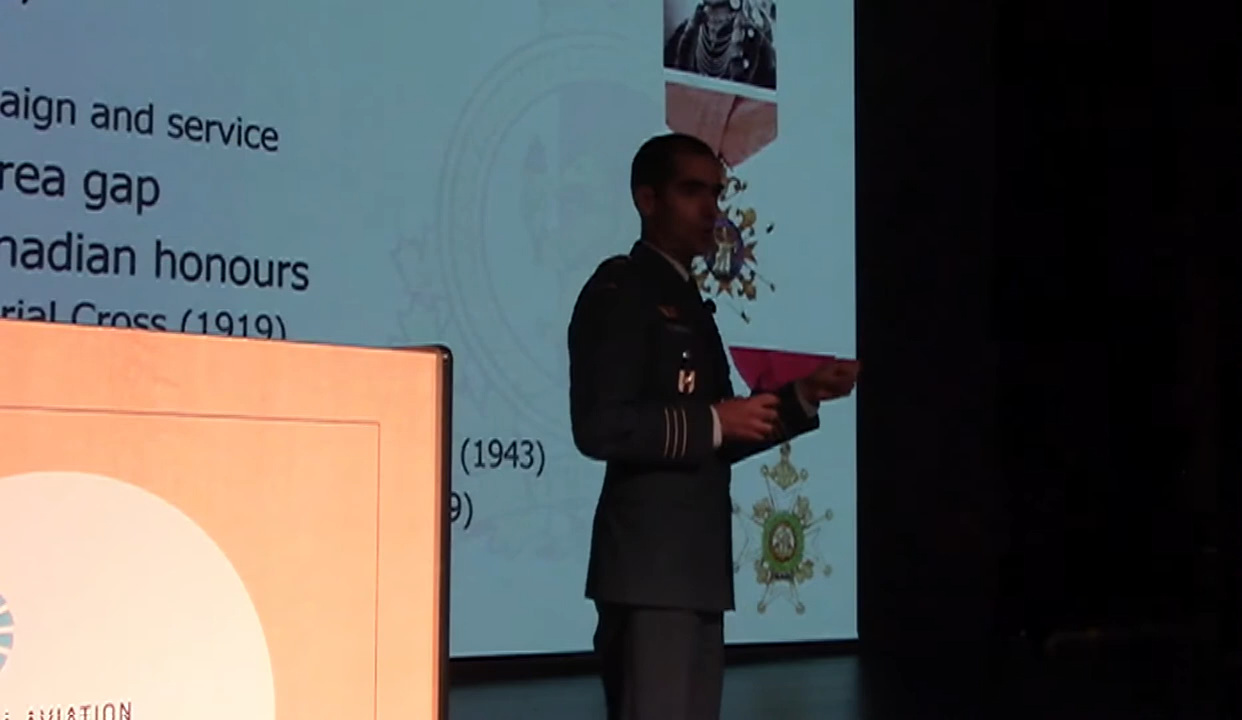 aign and service
rea gap
nadian honours
rial Cross (1919)
(1943)
9)
AVIATION